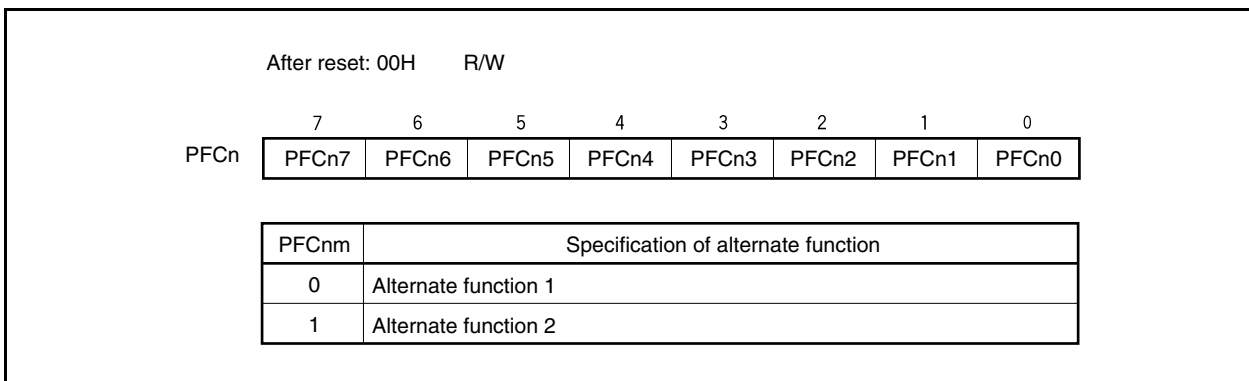 After reset: 00H R/W
7 6 5 4 3 2 1 0
PFCn PFCn7 PFCn6 PFCn5 PFCn4 PFCn3 PFCn2 PFCn1 PFCn0
PFCnm Specification of alternate function
0 Alternate function 1
1 Alternate function 2